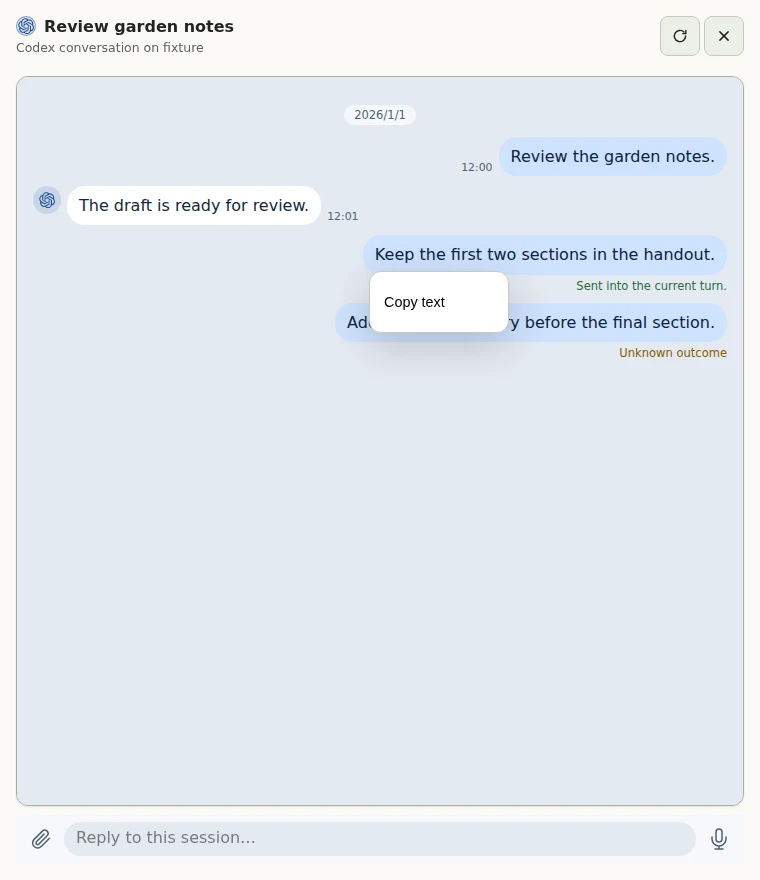 Review garden notes
Codex conversation on fixture
2026/1/1
Review the garden notes.
12:00
The draft is ready for review.
12:01
Keep the first two sections in the handout.
Sent into the current turn.
Copy text
before the final section.
Unknown outcome
Reply to this session...